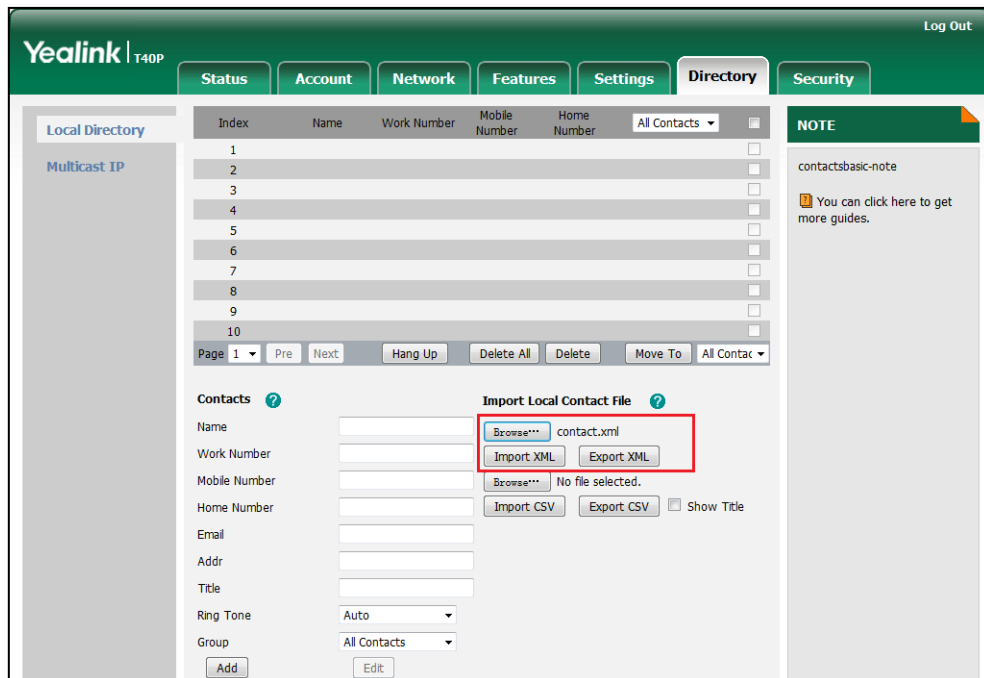 Log Out
Yealink | T40P
Status Account Network Features Settings Directory Security
Local Directory
Multicast IP
Index Name Work Number Mobile Number Home Number All Contacts
1
2
3
4
5
6
7
8
9
10
Page 1 Pre Next Hang Up Delete All Delete Move To All Contac
Contacts ? Import Local Contact File ?
Name Browse··· contact.xml
Work Number Import XML Export XML
Mobile Number Browse··· No file selected.
Home Number Import CSV Export CSV Show Title
Email
Addr
Title
Ring Tone Auto
Group All Contacts
Add Edit
NOTE
contactsbasic-note
? You can click here to get
more guides.